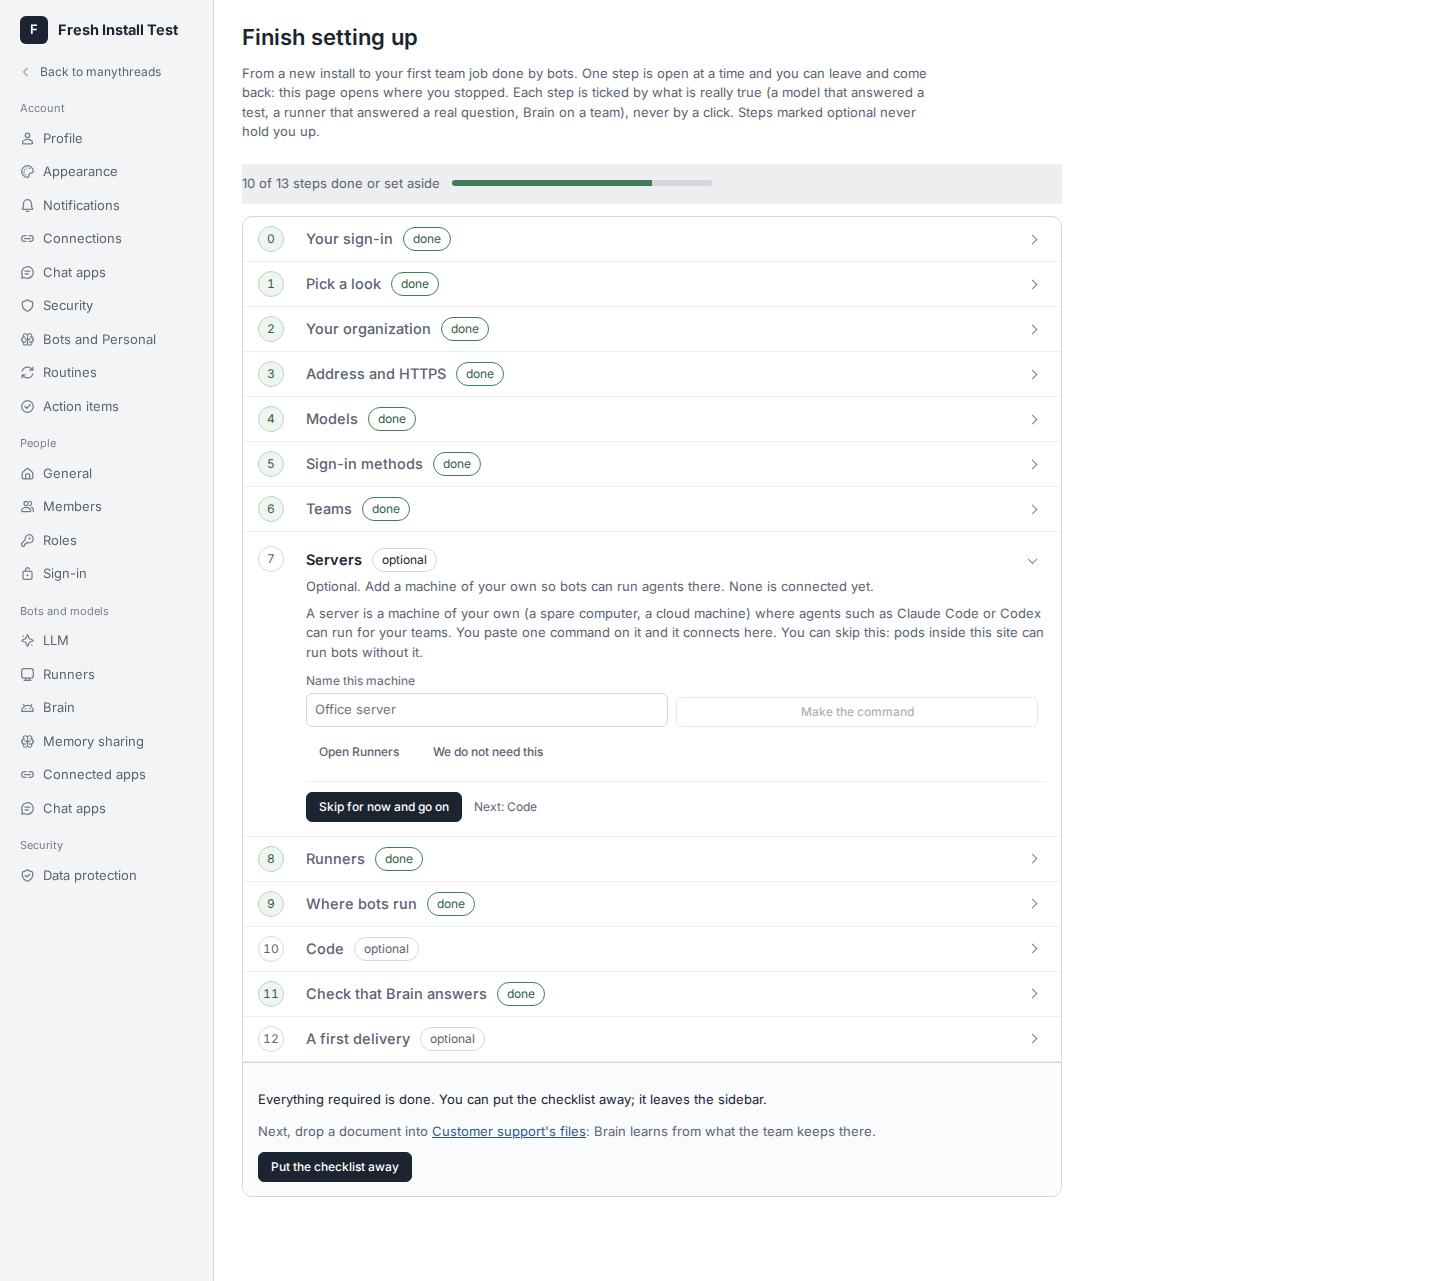 F Fresh Install Test
Back to manythreads
Account
Profile
Appearance
Notifications
Connections
Chat apps
Security
Bots and Personal
Routines
Action items
People
General
Members
Roles
Sign-in
Bots and models
LLM
Runners
Brain
Memory sharing
Connected apps
Chat apps
Security
Data protection
Finish setting up
From a new install to your first team job done by bots. One step is open at a time and you can leave and come
back: this page opens where you stopped. Each step is ticked by what is really true (a model that answered a
test, a runner that answered a real question, Brain on a team), never by a click. Steps marked optional never
hold you up.
10 of 13 steps done or set aside
0 Your sign-in done
1 Pick a look done
2 Your organization done
3 Address and HTTPS done
4 Models done
5 Sign-in methods done
6 Teams done
7 Servers optional
Optional. Add a machine of your own so bots can run agents there. None is connected yet.
A server is a machine of your own (a spare computer, a cloud machine) where agents such as Claude Code or Codex
can run for your teams. You paste one command on it and it connects here. You can skip this: pods inside this site can
run bots without it.
Name this machine
Office server Make the command
Open Runners We do not need this
Skip for now and go on Next: Code
8 Runners done
9 Where bots run done
10 Code optional
11 Check that Brain answers done
12 A first delivery optional
Everything required is done. You can put the checklist away; it leaves the sidebar.
Next, drop a document into Customer support's files: Brain learns from what the team keeps there.
Put the checklist away